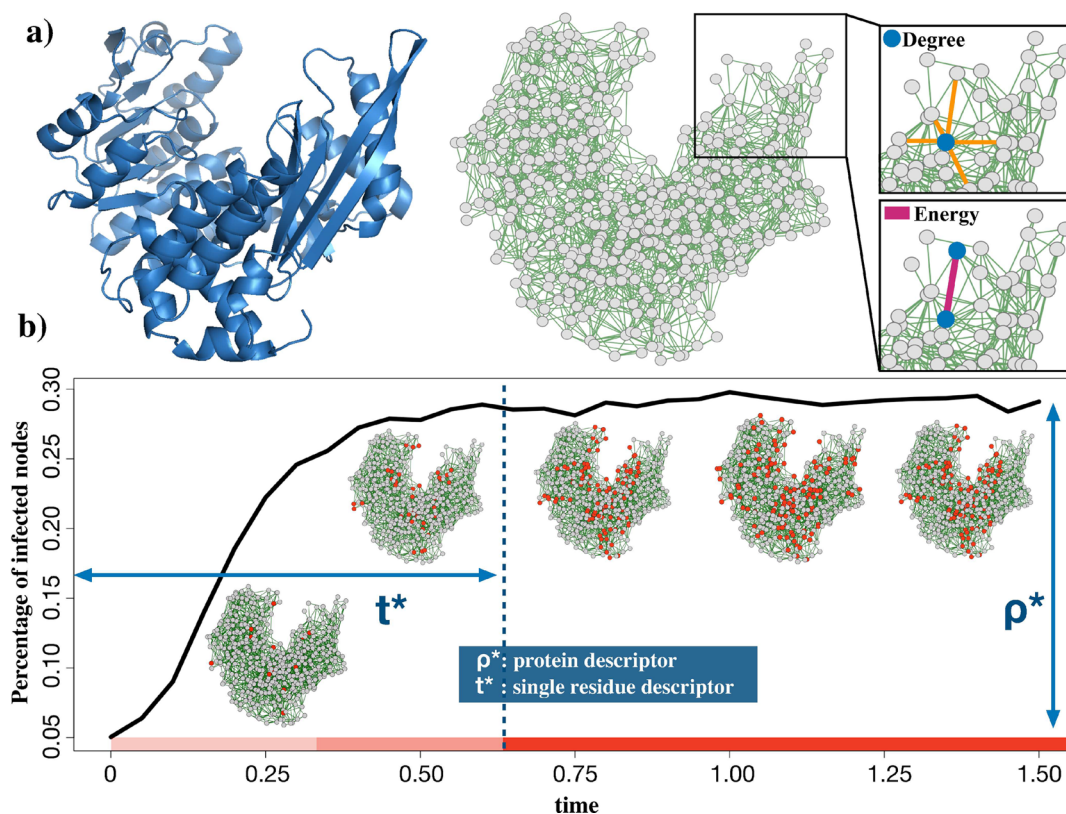 a)
Degree
Energy
b)
Percentage of infected nodes
0.30
0.25
0.20
0.15
0.10
0.05
t*
ρ*
ρ*: protein descriptor
t* : single residue descriptor
0
0.25
0.50
0.75
1.00
1.25
1.50
time